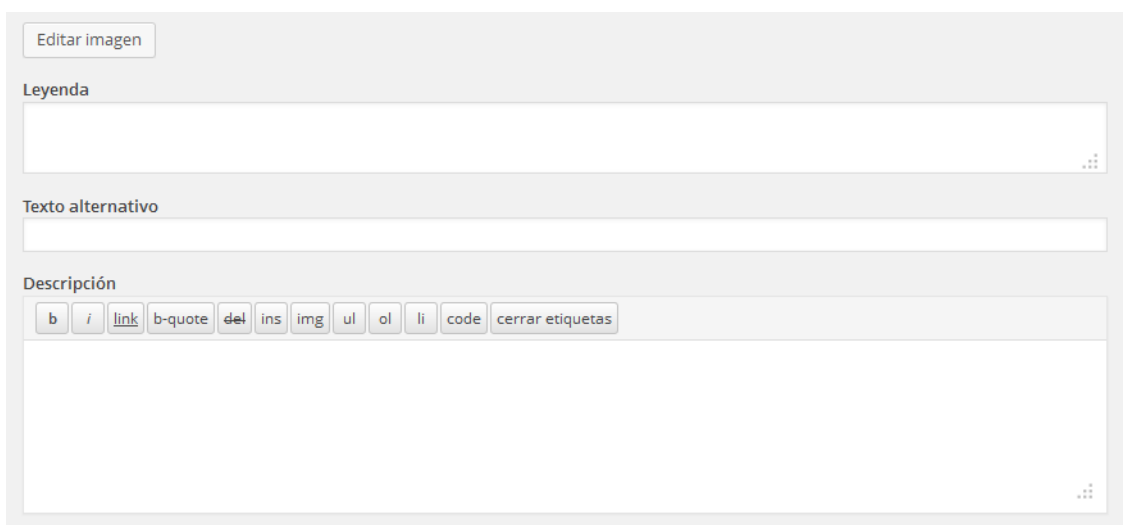 Editar imagen
Leyenda
Texto alternativo
Descripción
b i link b-quote del ins img ul ol li code cerrar etiquetas